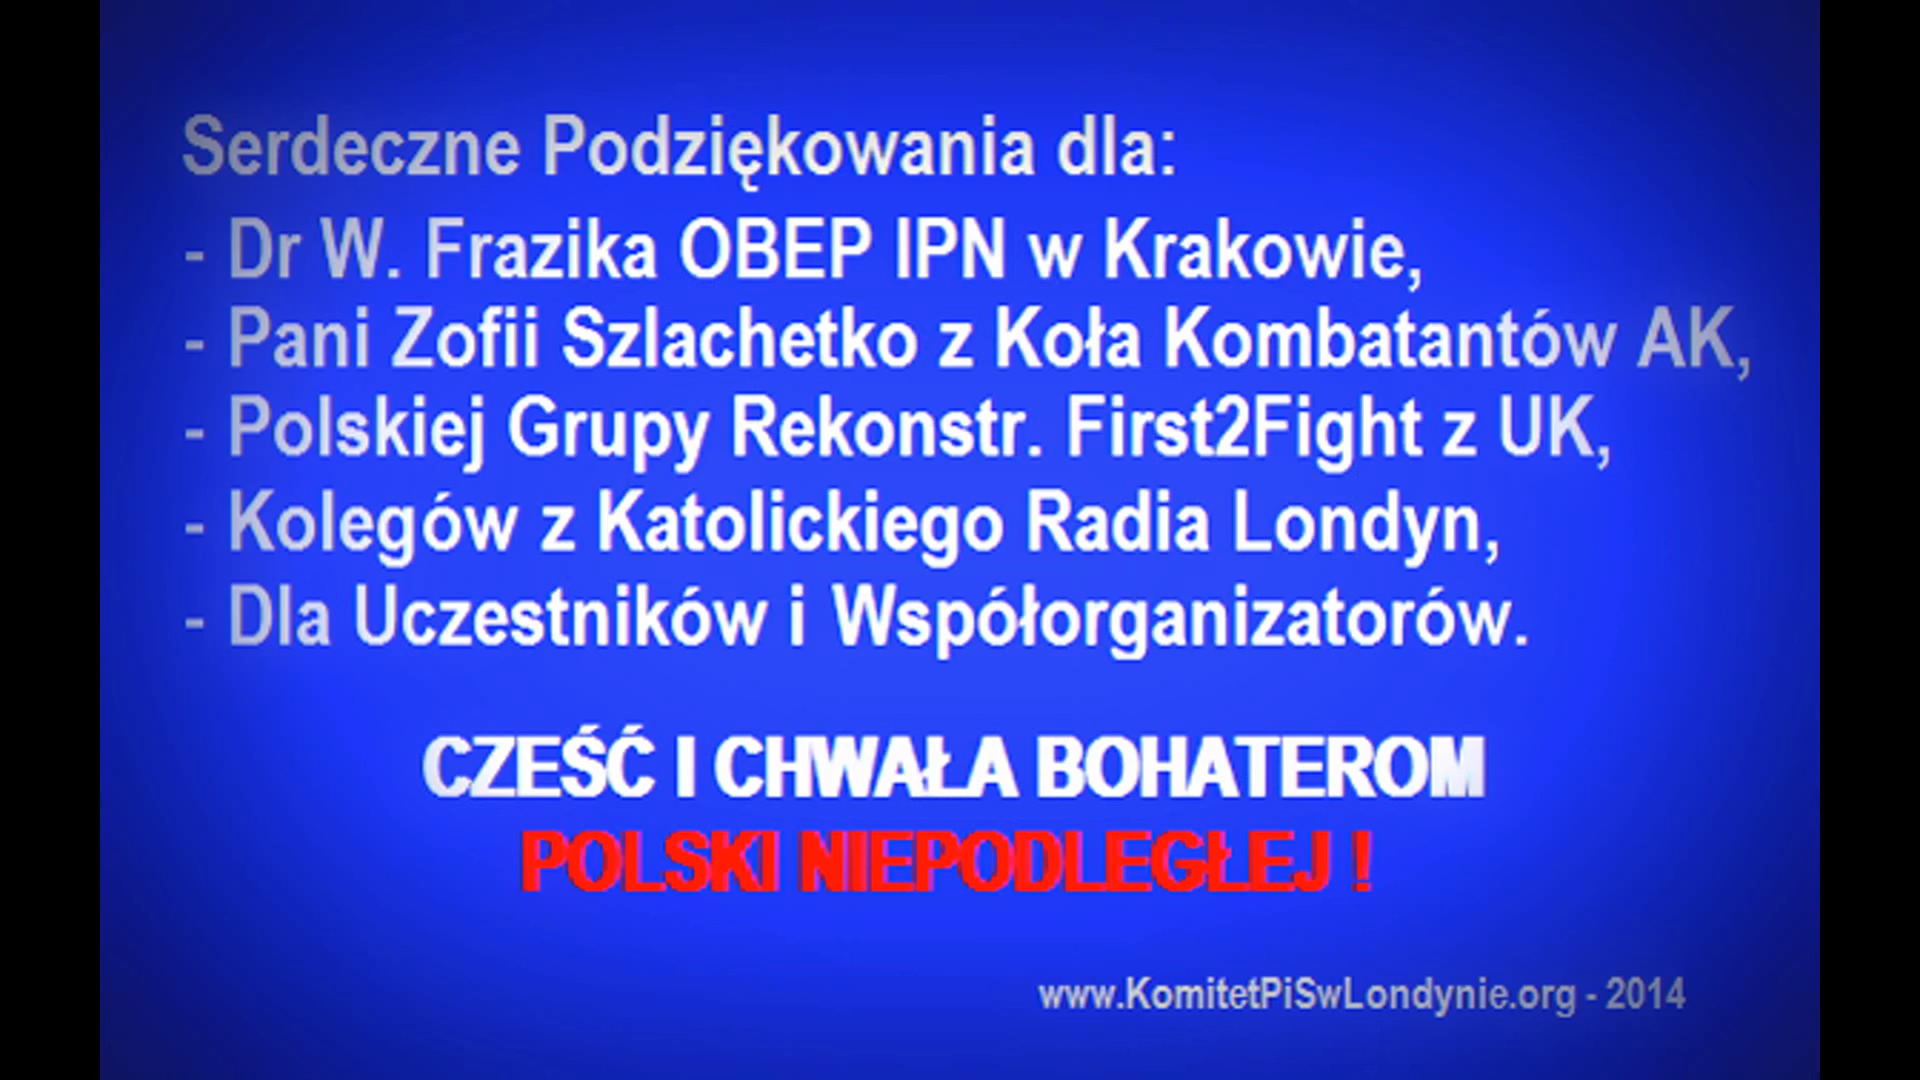 Serdeczne Podziękowania dla:
- Dr W. Frazika OBEP IPN w Krakowie,
- Pani Zofii Szlachetko z Koła Kombatantów AK,
- Polskiej Grupy Rekonstr. First2Fight z UK,
- Kolegów z Katolickiego Radia Londyn,
- Dla Uczestników i Współorganizatorów.
CZEŚĆ I CHWAŁA BOHATEROM
POLSKI NIEPODLEGŁEJ !
www.KomitetPiSwLondynie.org - 2014